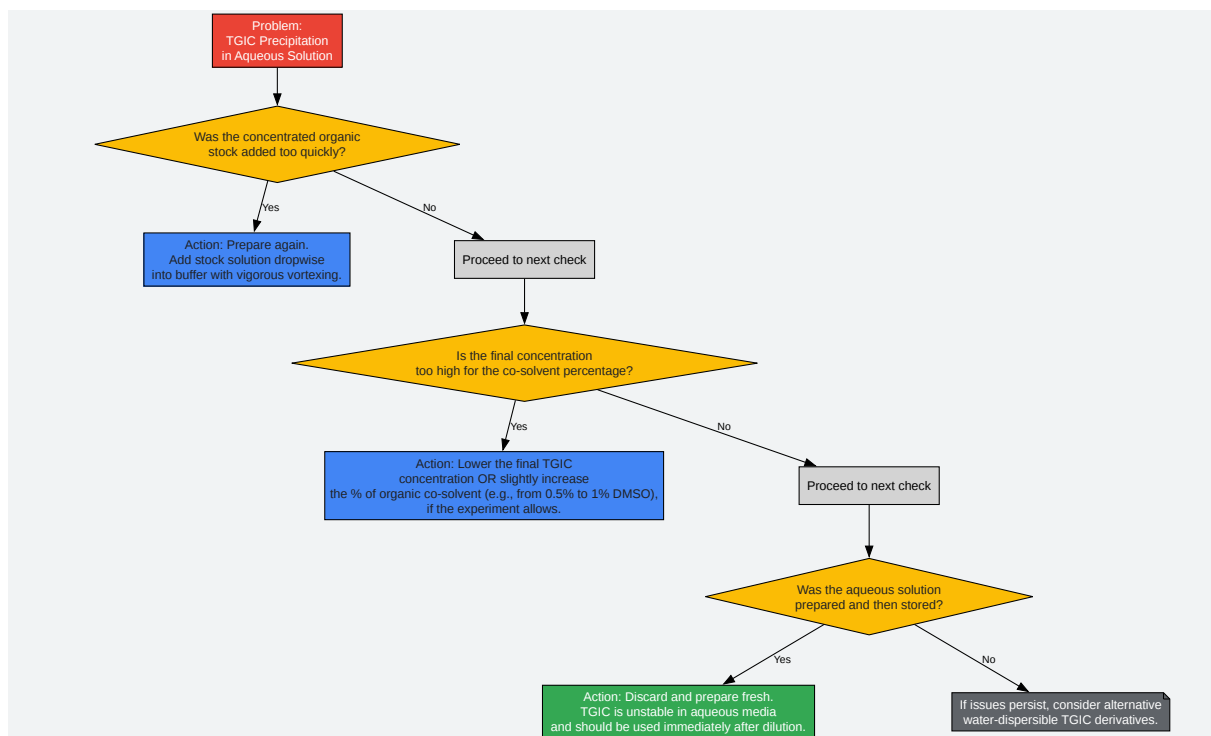 Problem:
TGIC Precipitation
in Aqueous Solution
Was the concentrated organic
stock added too quickly?
Yes
No
Action: Prepare again.
Add stock solution dropwise
into buffer with vigorous vortexing.
Proceed to next check
Is the final concentration
too high for the co-solvent percentage?
Yes
No
Action: Lower the final TGIC
concentration OR slightly increase
the % of organic co-solvent (e.g., from 0.5% to 1% DMSO),
if the experiment allows.
Proceed to next check
Was the aqueous solution
prepared and then stored?
Yes
No
Action: Discard and prepare fresh.
TGIC is unstable in aqueous media
and should be used immediately after dilution.
If issues persist, consider alternative
water-dispersible TGIC derivatives.